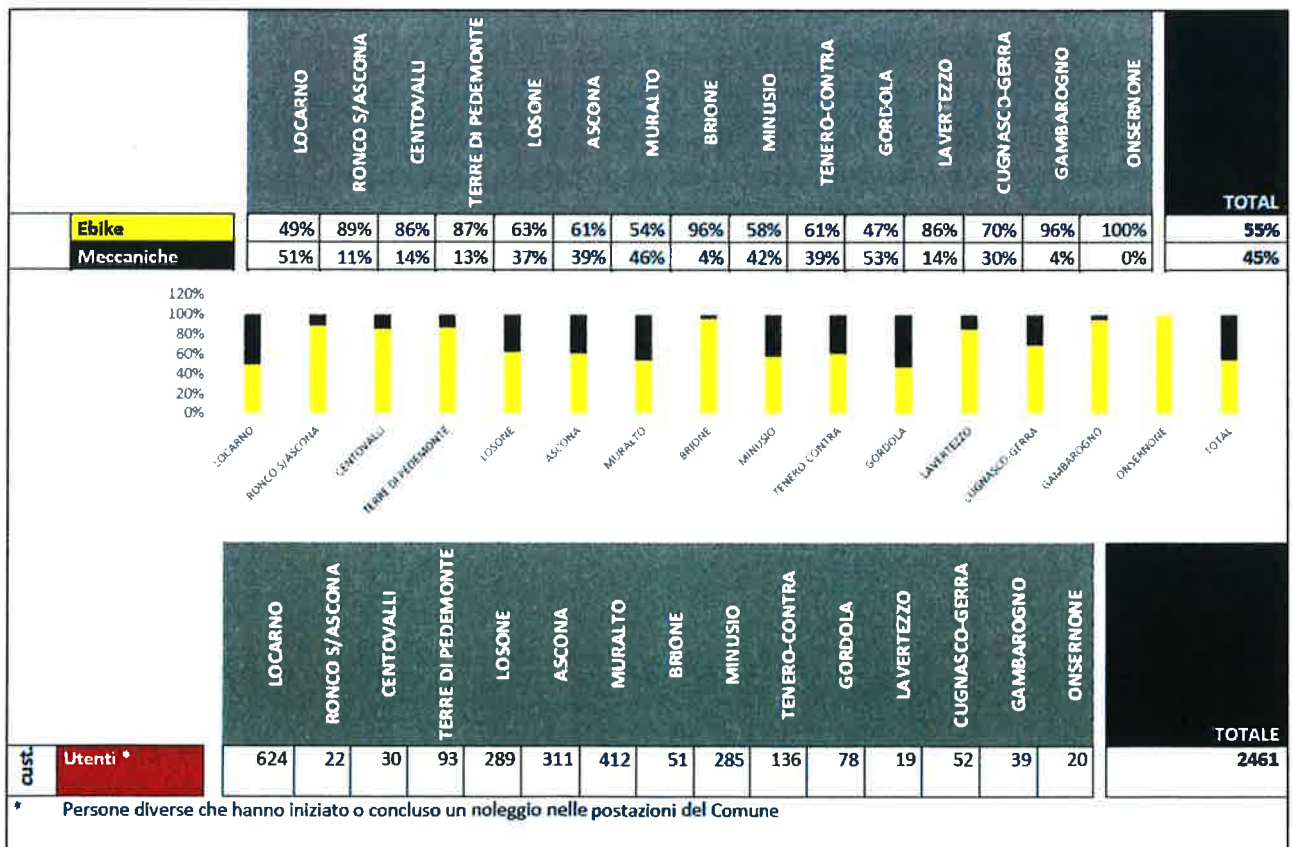 LOCARNO RONCO S/ASCONA CENTOVALLI TERRE DI PEDEMONTE LOSONE ASCONA MURALTO BRIONE MINUSIO TENERO-CONTRA GORDOLA LAVERTEZZO CUGNASCO-GERRA GAMBAROGNO ONSERNONE TOTAL
Ebike 49% 89% 86% 87% 63% 61% 54% 96% 58% 61% 47% 86% 70% 96% 100% 55%
Meccaniche 51% 11% 14% 13% 37% 39% 46% 4% 42% 39% 53% 14% 30% 4% 0% 45%
120%
100%
80%
60%
40%
20%
0%
LOCARNO RONCO S/ASCONA CENTOVALLI TERRE DI PEDEMONTE LOSONE ASCONA MURALTO BRIONE MINUSIO TENERO CONTRA GORDOLA LAVERTEZZO CUGNASCO-GERRA GAMBAROGNO ONSERNONE TOTAL
LOCARNO RONCO S/ASCONA CENTOVALLI TERRE DI PEDEMONTE LOSONE ASCONA MURALTO BRIONE MINUSIO TENERO-CONTRA GORDOLA LAVERTEZZO CUGNASCO-GERRA GAMBAROGNO ONSERNONE TOTALE
cust. Utenti * 624 22 30 93 289 311 412 51 285 136 78 19 52 39 20 2461
* Persone diverse che hanno iniziato o concluso un noleggio nelle postazioni del Comune